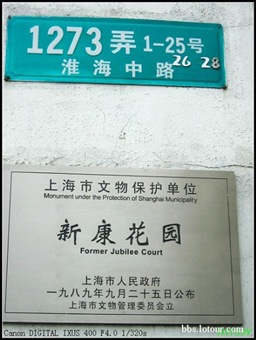 1273弄 1-25号
26 28
淮海中路
上海市文物保护单位
Monument under the Protection of Shanghai Municipality
新康花园
Former Jubilee Court
上海市人民政府
一九八九年九月二十五日公布
上海市文物管理委员会立
Canon DIGITAL IXUS 400 F4.0 1/320s
bbs.lotour.com